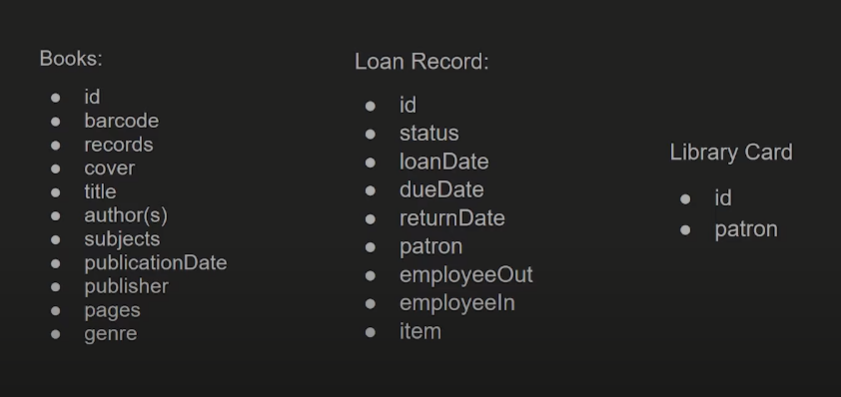 Books:
● id
● barcode
● records
● cover
● title
● author(s)
● subjects
● publicationDate
● publisher
● pages
● genre
Loan Record:
● id
● status
● loanDate
● dueDate
● returnDate
● patron
● employeeOut
● employeeIn
● item
Library Card
● id
● patron